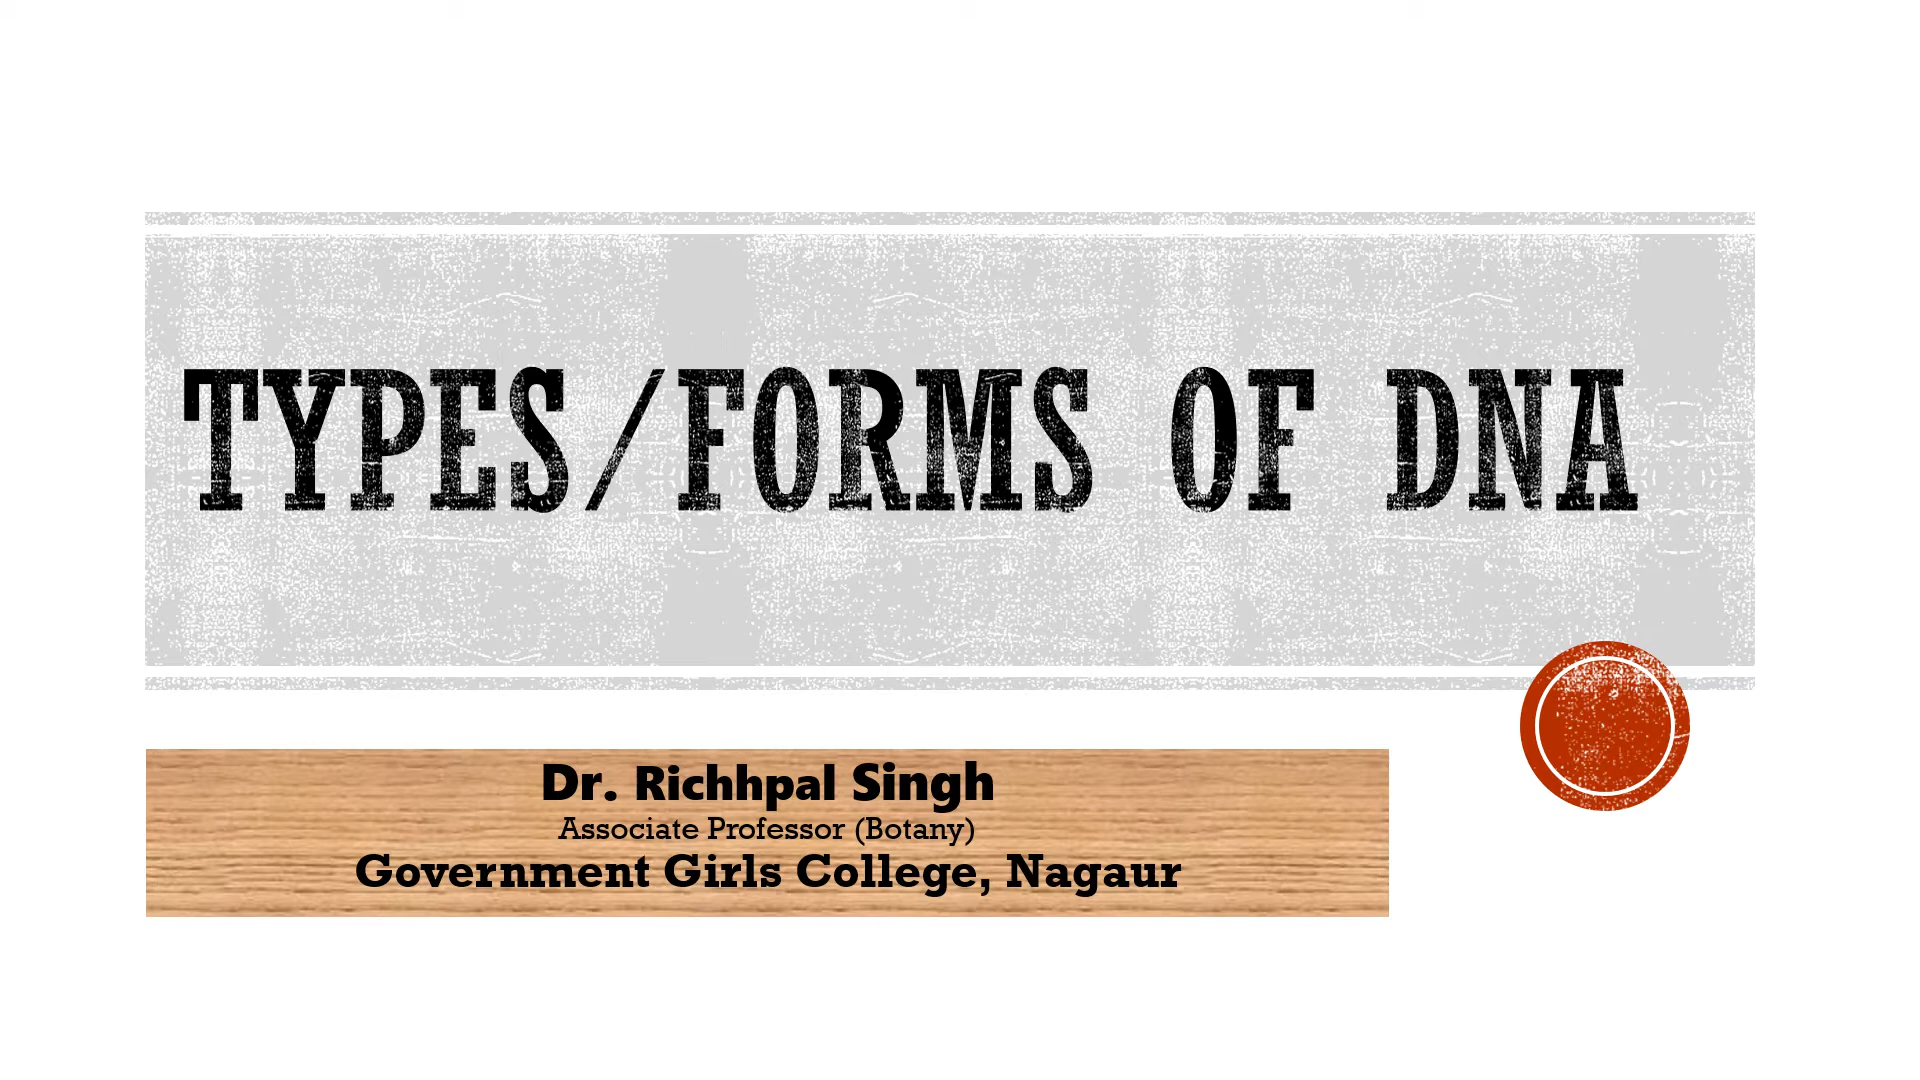 TYPES/FORMS OF DNA
Dr. Richhpal Singh
Associate Professor (Botany)
Government Girls College, Nagaur